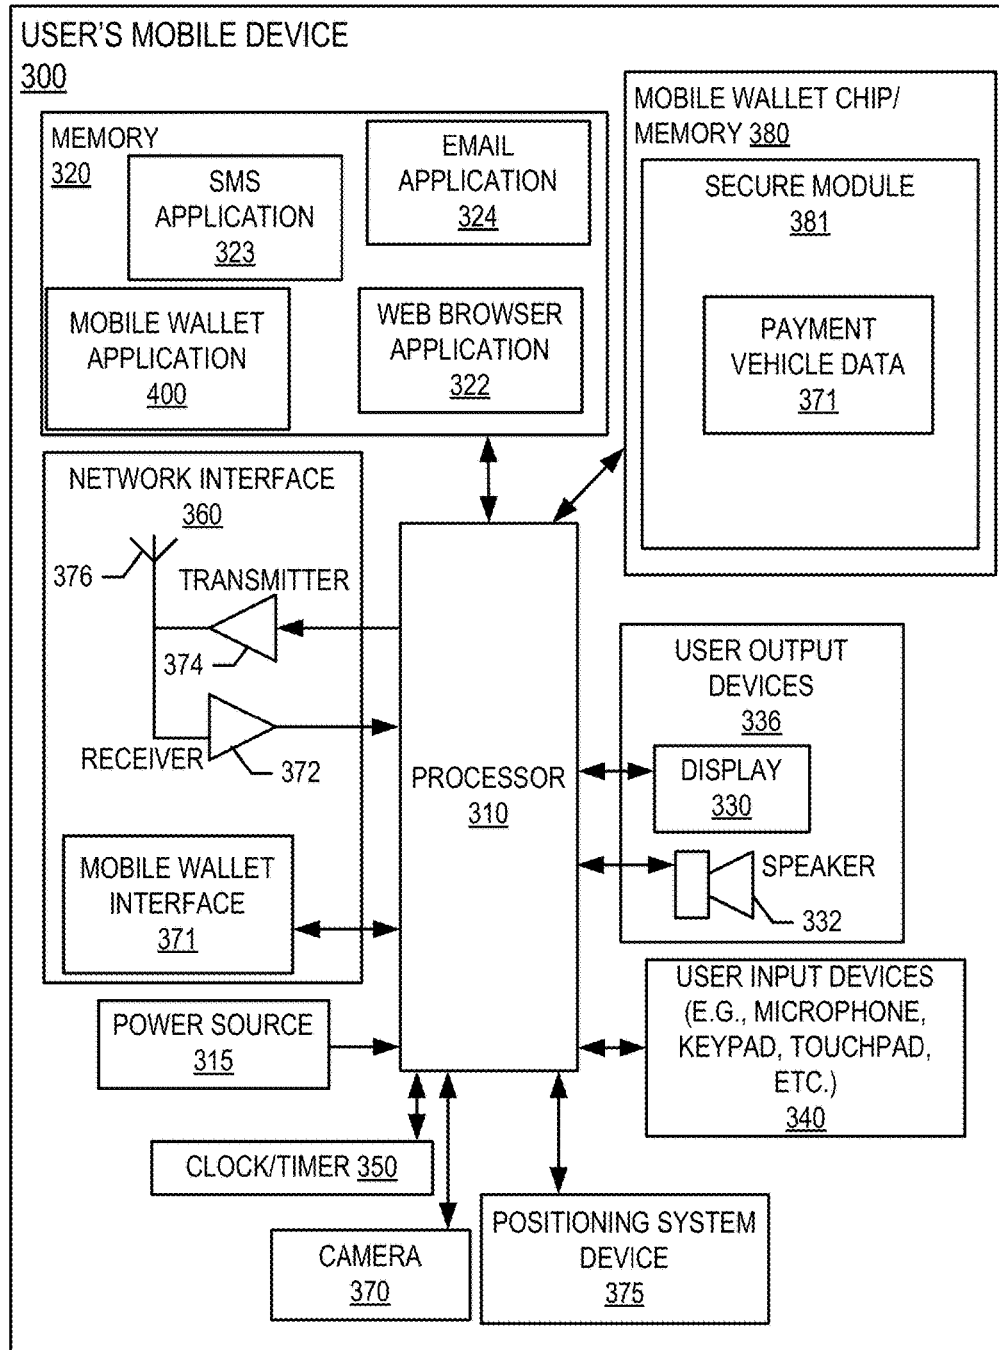 USER'S MOBILE DEVICE
300
MEMORY
320
SMS
APPLICATION
323
EMAIL
APPLICATION
324
MOBILE WALLET
APPLICATION
400
WEB BROWSER
APPLICATION
322
MOBILE WALLET CHIP/
MEMORY 380
SECURE MODULE
381
PAYMENT
VEHICLE DATA
371
NETWORK INTERFACE
360
376
TRANSMITTER
374
RECEIVER
372
MOBILE WALLET
INTERFACE
371
PROCESSOR
310
USER OUTPUT
DEVICES
336
DISPLAY
330
SPEAKER
332
POWER SOURCE
315
USER INPUT DEVICES
(E.G., MICROPHONE,
KEYPAD, TOUCHPAD,
ETC.)
340
CLOCK/TIMER 350
CAMERA
370
POSITIONING SYSTEM
DEVICE
375